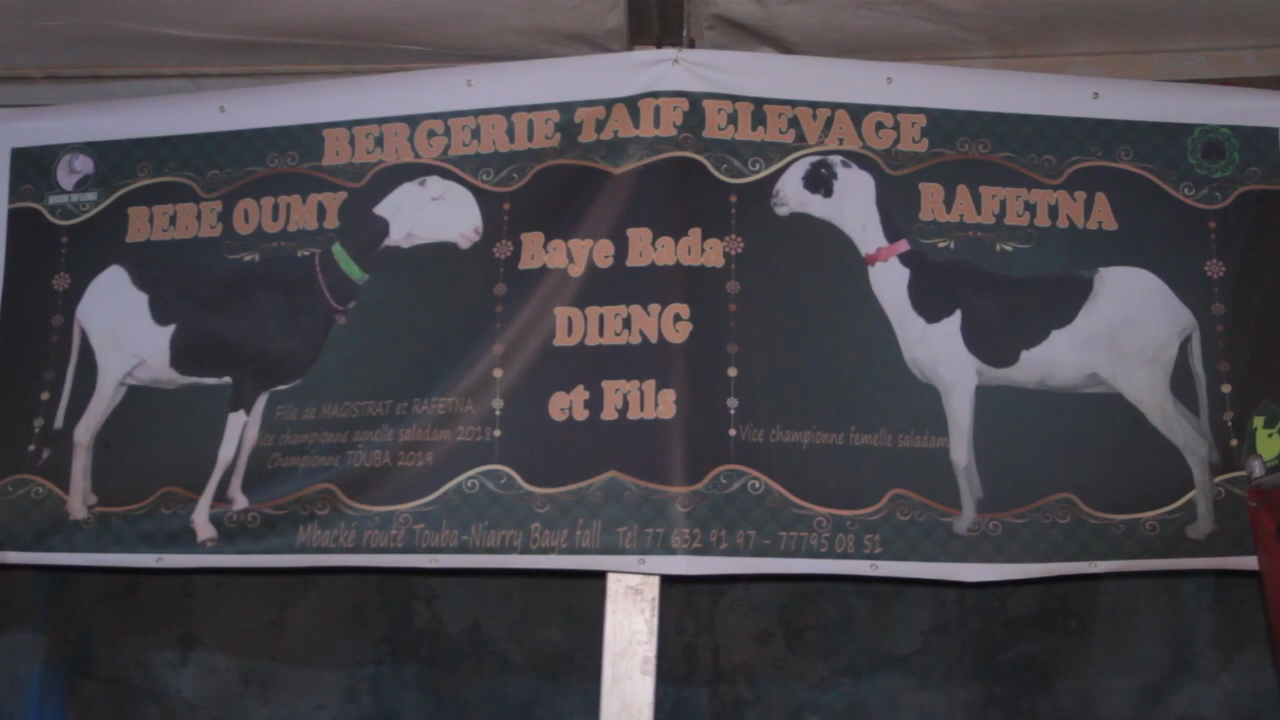 BERGERIE TAIF ELEVAGE
BEBE OUMY
RAFETNA
Baye Bada
DIENG
et Fils
Fille de MAGISTRAT et RAFETNA
vice championne agnelle saladam 2018
Championne TOUBA 2019
Vice championne femelle saladam
Mbacké route Touba-Niarry Baye fall Tel 77 632 91 97 - 77795 08 51